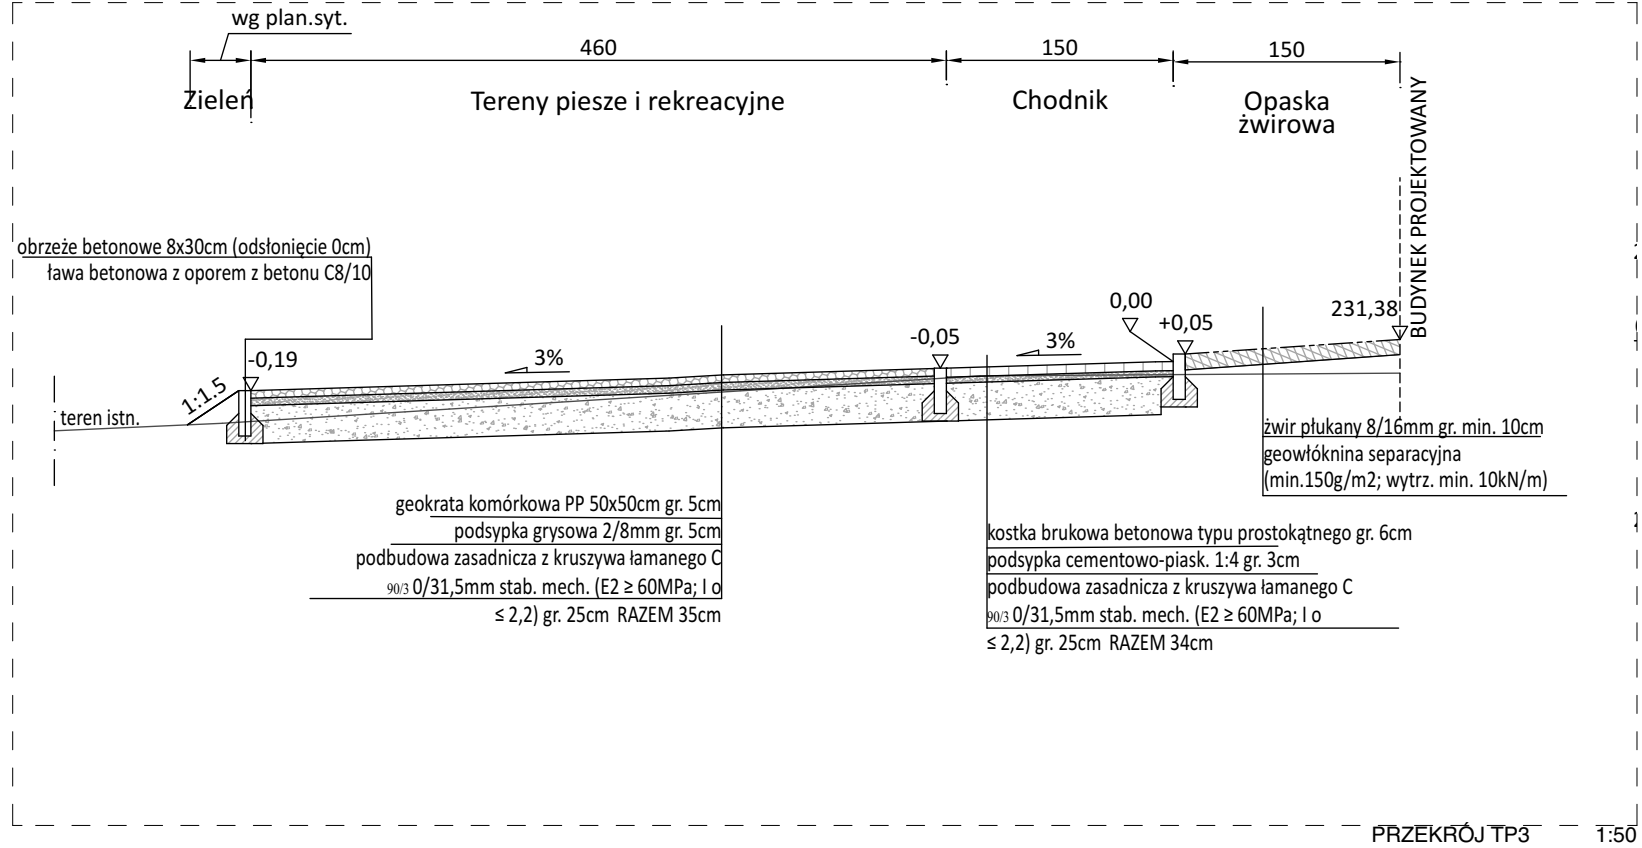 wg plan.syt.
460
150
150
Zieleń
Tereny piesze i rekreacyjne
Chodnik
Opaska
żwirowa
BUDYNEK PROJEKTOWANY
obrzeże betonowe 8x30cm (odsłonięcie 0cm)
ława betonowa z oporem z betonu C8/10
0,00
231,38
+0,05
-0,05
3%
3%
-0,19
1:1.5
teren istn.
żwir płukany 8/16mm gr. min. 10cm
geowłóknina separacyjna
(min.150g/m2; wytrz. min. 10kN/m)
geokrata komórkowa PP 50x50cm gr. 5cm
podsypka grysowa 2/8mm gr. 5cm
podbudowa zasadnicza z kruszywa łamanego C
90/3 0/31,5mm stab. mech. (E2 ≥ 60MPa; I o
≤ 2,2) gr. 25cm RAZEM 35cm
kostka brukowa betonowa typu prostokątnego gr. 6cm
podsypka cementowo-piask. 1:4 gr. 3cm
podbudowa zasadnicza z kruszywa łamanego C
90/3 0/31,5mm stab. mech. (E2 ≥ 60MPa; I o
≤ 2,2) gr. 25cm RAZEM 34cm
PRZEKRÓJ TP3 1:50